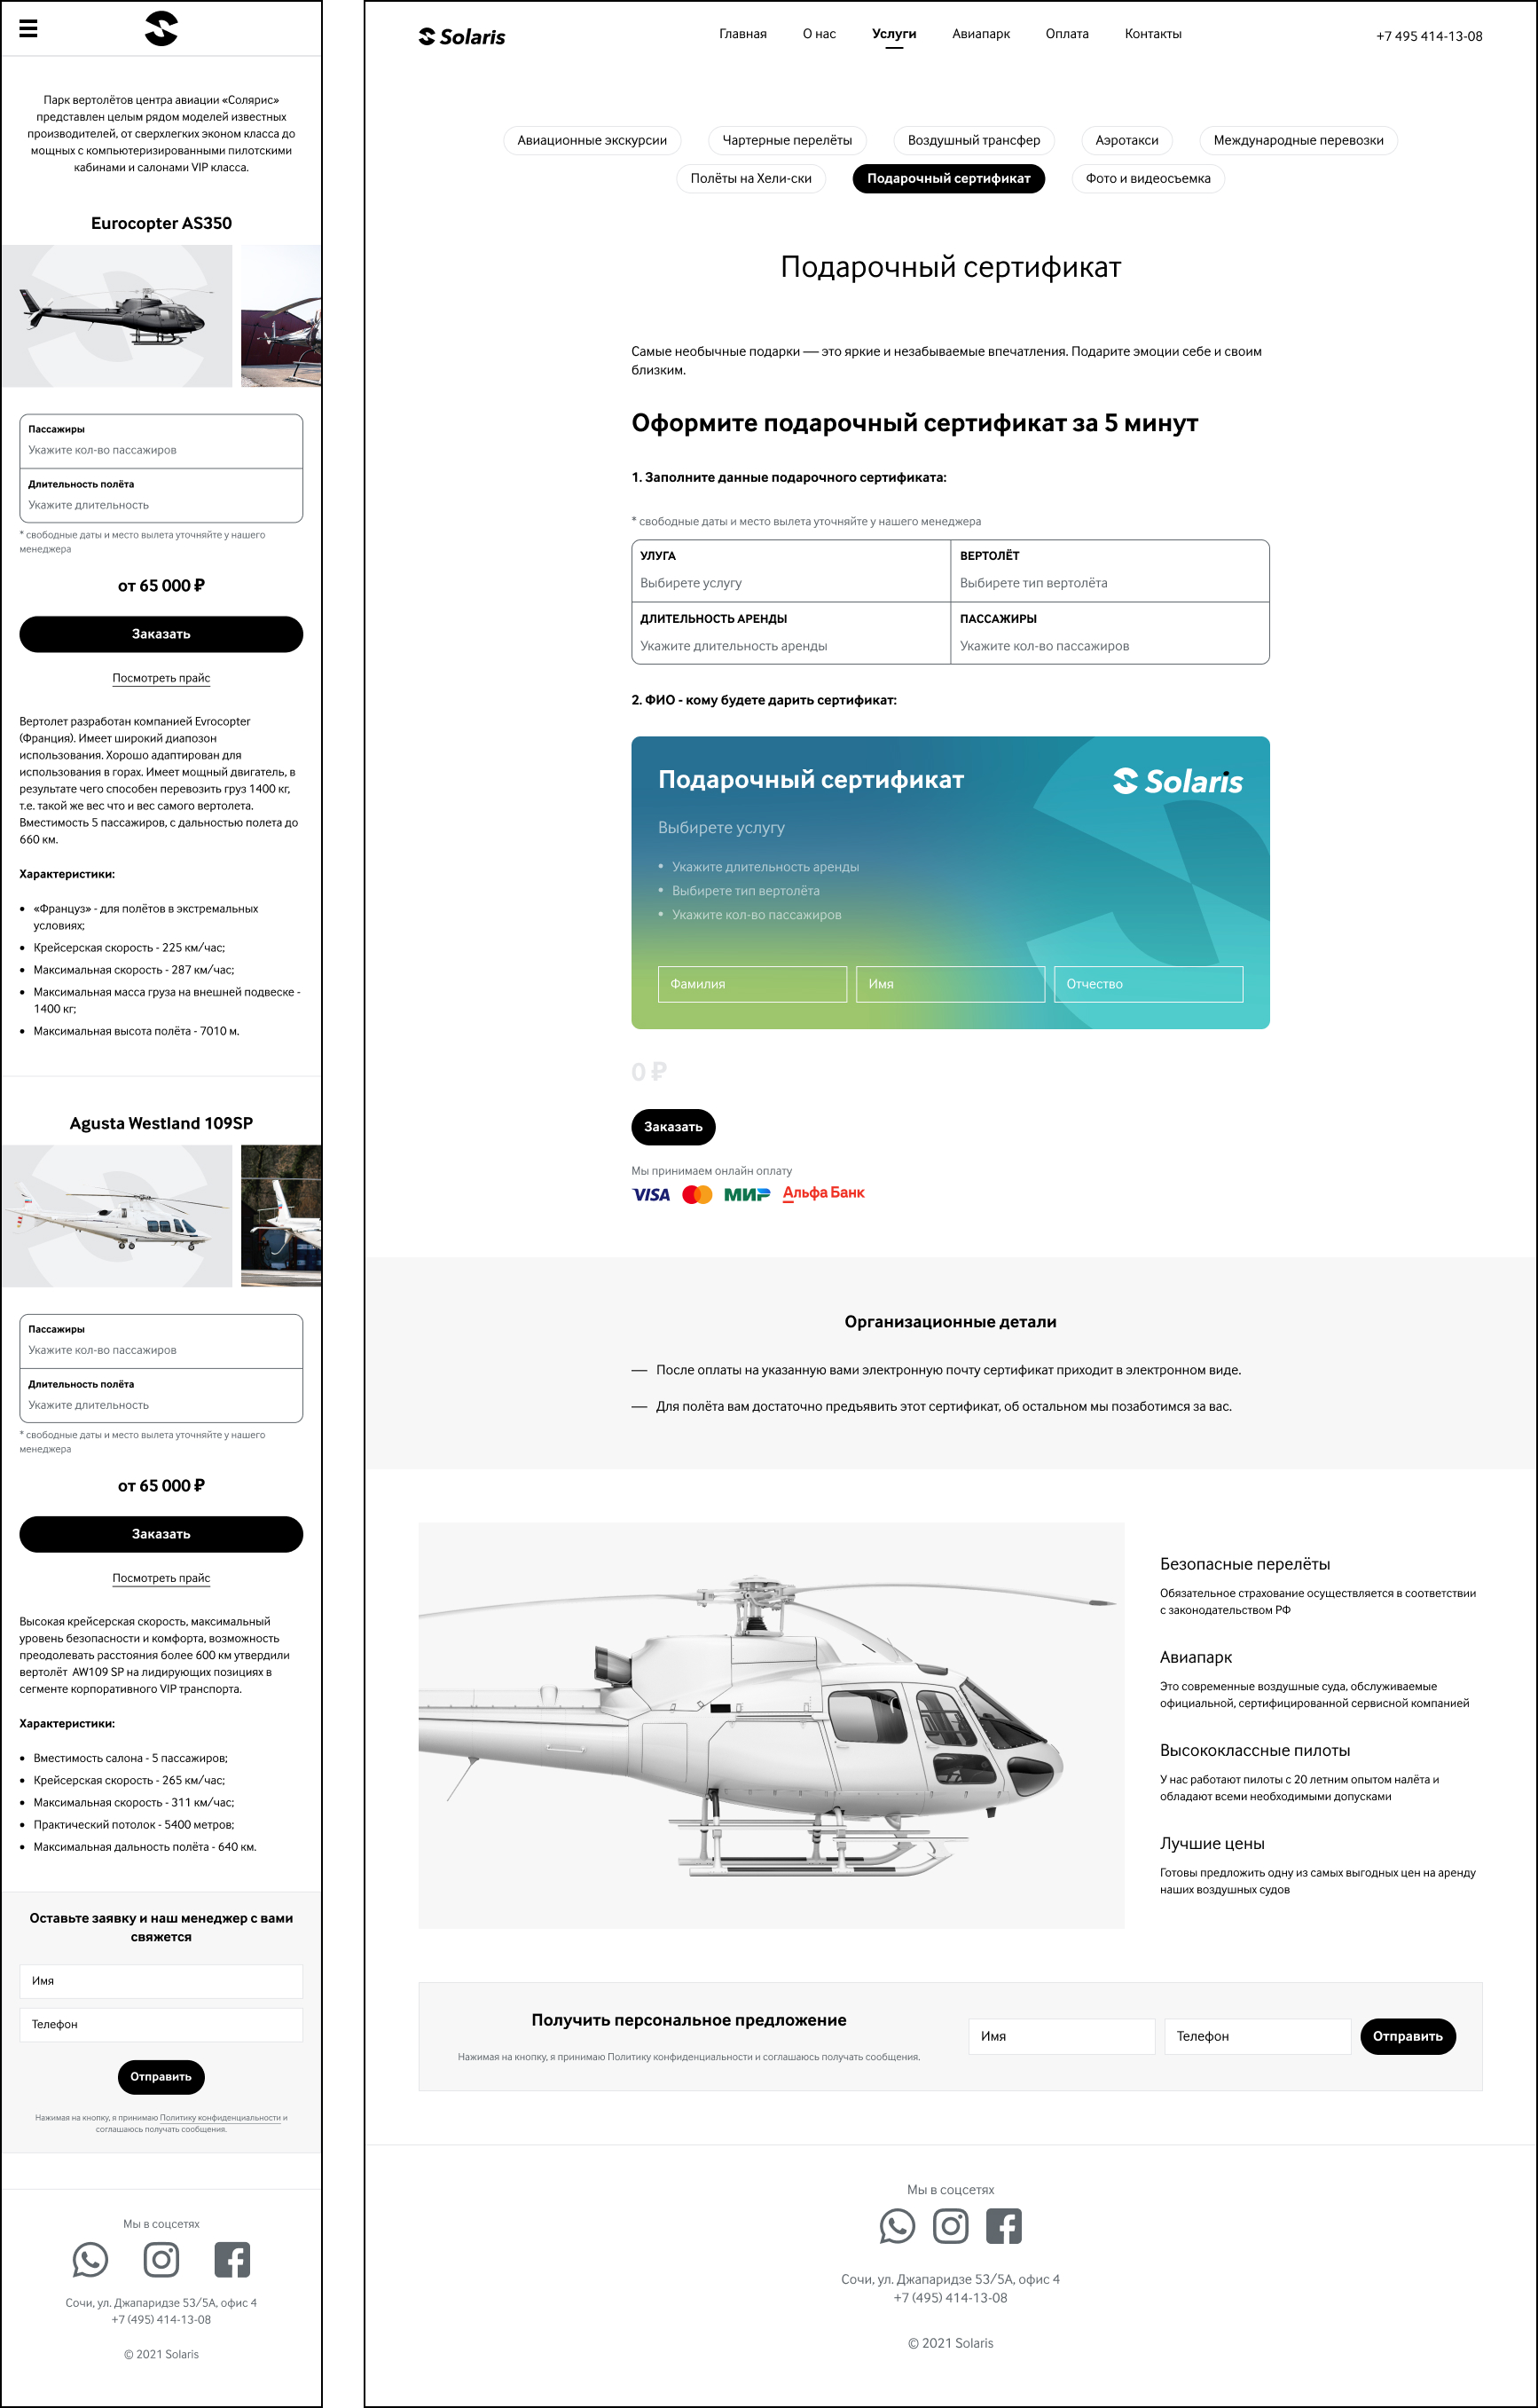 Парк вертолётов центра авиации «Солярис»
представлен целым рядом моделей известных
производителей, от сверхлегких эконом класса до
мощных с компьютеризированными пилотскими
кабинами и салонами VIP класса.
Eurocopter AS350
Пассажиры
Укажите кол-во пассажиров
Длительность полёта
Укажите длительность
* свободные даты и место вылета уточняйте у нашего
менеджера
от 65 000 ₽
Заказать
Посмотреть прайс
Вертолет разработан компанией Evrocopter
(Франция). Имеет широкий диапозон
использования. Хорошо адаптирован для
использования в горах. Имеет мощный двигатель, в
результате чего способен перевозить груз 1400 кг,
т.е. такой же вес что и вес самого вертолета.
Вместимость 5 пассажиров, с дальностью полета до
660 км.
Характеристики:
«Француз» - для полётов в экстремальных
условиях;
Крейсерская скорость - 225 км/час;
Максимальная скорость - 287 км/час;
Максимальная масса груза на внешней подвеске -
1400 кг;
Максимальная высота полёта - 7010 м.
Agusta Westland 109SP
Пассажиры
Укажите кол-во пассажиров
Длительность полёта
Укажите длительность
* свободные даты и место вылета уточняйте у нашего
менеджера
от 65 000 ₽
Заказать
Посмотреть прайс
Высокая крейсерская скорость, максимальный
уровень безопасности и комфорта, возможность
преодолевать расстояния более 600 км утвердили
вертолёт AW109 SP на лидирующих позициях в
сегменте корпоративного VIP транспорта.
Характеристики:
Вместимость салона - 5 пассажиров;
Крейсерская скорость - 265 км/час;
Максимальная скорость - 311 км/час;
Практический потолок - 5400 метров;
Максимальная дальность полёта - 640 км.
Оставьте заявку и наш менеджер с вами
свяжется
Имя
Телефон
Отправить
Нажимая на кнопку, я принимаю Политику конфиденциальности и
соглашаюсь получать сообщения.
Мы в соцсетях
Сочи, ул. Джапаридзе 53/5А, офис 4
+7 (495) 414-13-08
© 2021 Solaris
Solaris
Главная О нас Услуги Авиапарк Оплата Контакты
+7 495 414-13-08
Авиационные экскурсии Чартерные перелёты Воздушный трансфер Аэротакси Международные перевозки
Полёты на Хели-ски Подарочный сертификат Фото и видеосъемка
Подарочный сертификат
Самые необычные подарки — это яркие и незабываемые впечатления. Подарите эмоции себе и своим
близким.
Оформите подарочный сертификат за 5 минут
1. Заполните данные подарочного сертификата:
* свободные даты и место вылета уточняйте у нашего менеджера
УЛУГА ВЕРТОЛЁТ
Выбирете услугу Выбирете тип вертолёта
ДЛИТЕЛЬНОСТЬ АРЕНДЫ ПАССАЖИРЫ
Укажите длительность аренды Укажите кол-во пассажиров
2. ФИО - кому будете дарить сертификат:
Подарочный сертификат Solaris
Выбирете услугу
Укажите длительность аренды
Выбирете тип вертолёта
Укажите кол-во пассажиров
Фамилия Имя Отчество
0 ₽
Заказать
Мы принимаем онлайн оплату
VISA МИР Альфа Банк
Организационные детали
— После оплаты на указанную вами электронную почту сертификат приходит в электронном виде.
— Для полёта вам достаточно предъявить этот сертификат, об остальном мы позаботимся за вас.
Безопасные перелёты
Обязательное страхование осуществляется в соответствии
с законодательством РФ
Авиапарк
Это современные воздушные суда, обслуживаемые
официальной, сертифицированной сервисной компанией
Высококлассные пилоты
У нас работают пилоты с 20 летним опытом налёта и
обладают всеми необходимыми допусками
Лучшие цены
Готовы предложить одну из самых выгодных цен на аренду
наших воздушных судов
Получить персональное предложение
Нажимая на кнопку, я принимаю Политику конфиденциальности и соглашаюсь получать сообщения.
Имя Телефон Отправить
Мы в соцсетях
Сочи, ул. Джапаридзе 53/5А, офис 4
+7 (495) 414-13-08
© 2021 Solaris